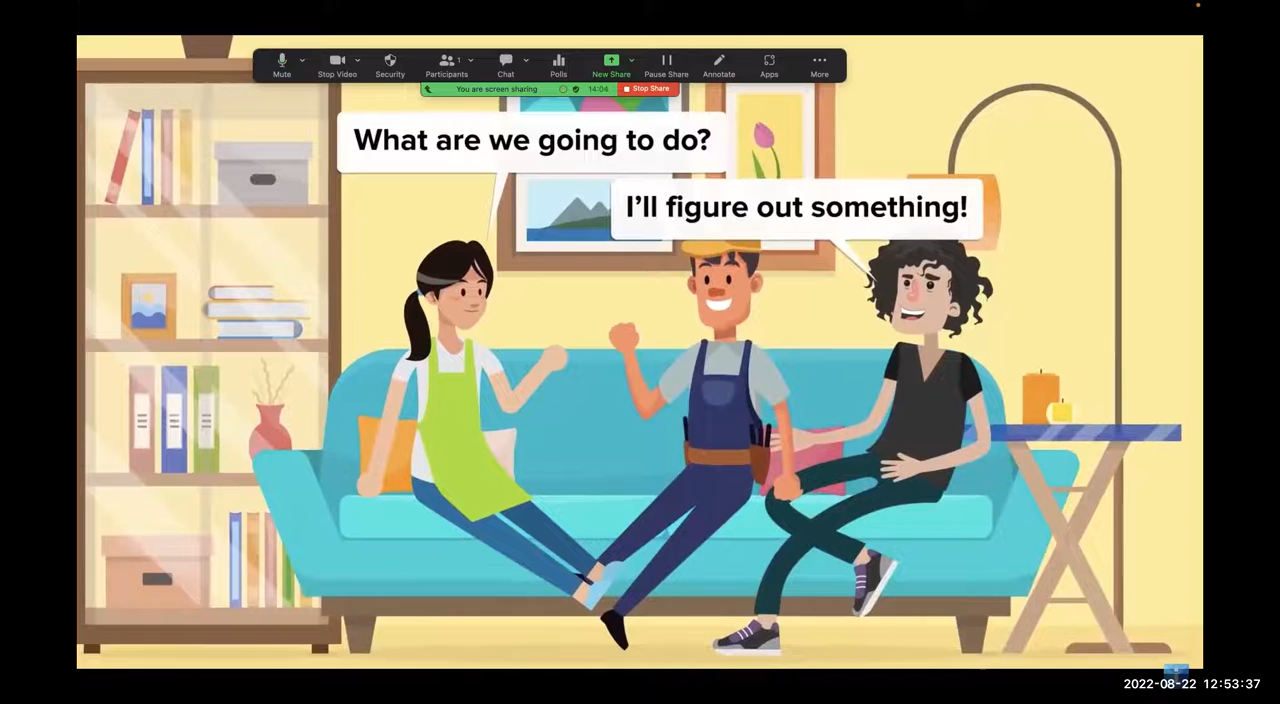 Mute Stop Video Security Participants 1 Chat Polls New Share Pause Share Annotate Apps More
You are screen sharing 14:04 Stop Share
What are we going to do?
I'll figure out something!
2022-08-22 12:53:37